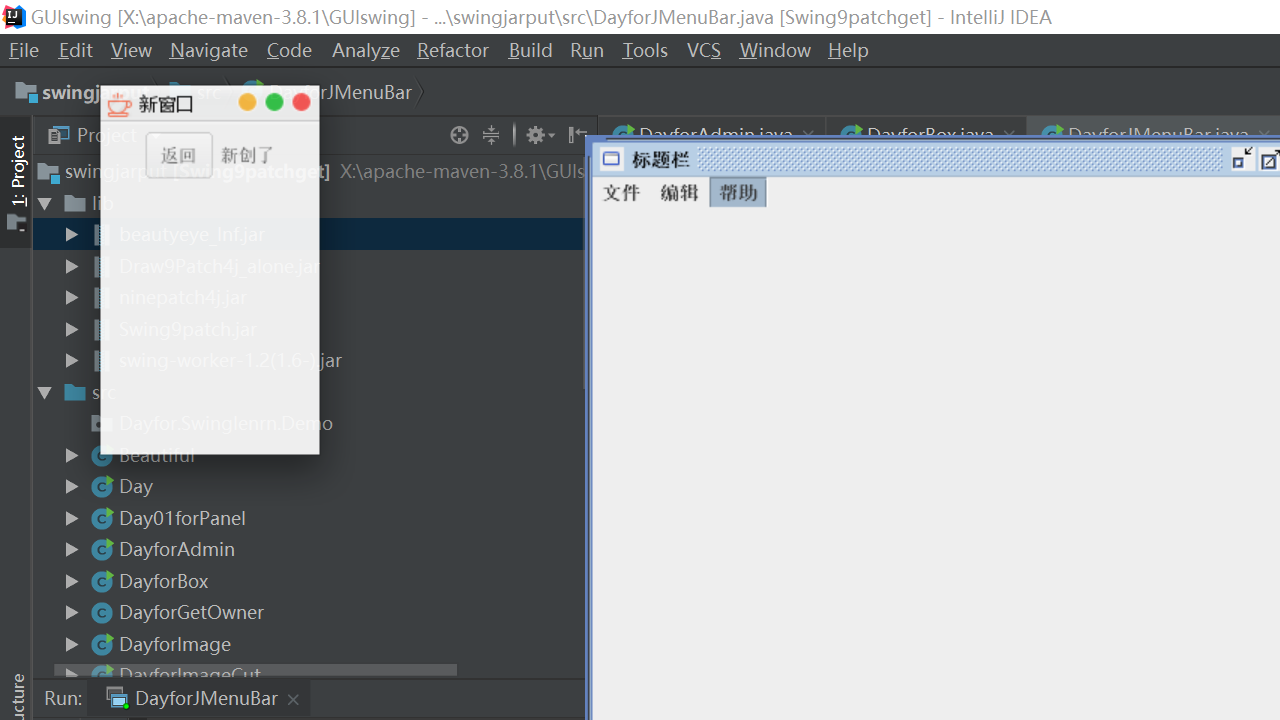 GUIswing [X:\apache-maven-3.8.1\GUIswing] - ...\swingjarput\src\DayforJMenuBar.java [Swing9patchget] - IntelliJ IDEA
File Edit View Navigate Code Analyze Refactor Build Run Tools VCS Window Help
swingjarput src DayforJMenuBar
新窗口
返回 新创了
1: Project
Project
DayforAdmin.java DayforBox.java DayforJMenuBar.java
标题栏
文件 编辑 帮助
swingjarput [Swing9patchget] X:\apache-maven-3.8.1\GUIs
lib
beautyeye_lnf.jar
Draw9Patch4j_alone.jar
ninepatch4j.jar
Swing9patch.jar
swing-worker-1.2(1.6-).jar
src
Dayfor.Swinglenrn.Demo
Beautiful
Day
Day01forPanel
DayforAdmin
DayforBox
DayforGetOwner
DayforImage
DayforImageCut
ucture
Run: DayforJMenuBar